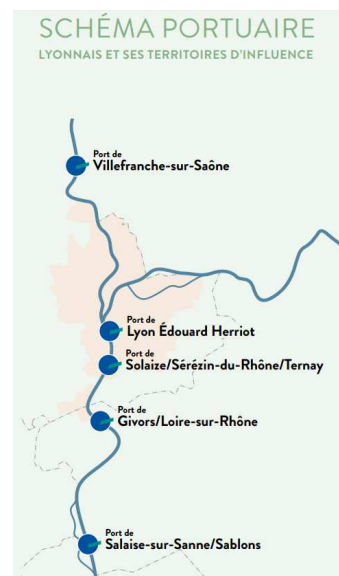 SCHÉMA PORTUAIRE
LYONNAIS ET SES TERRITOIRES D'INFLUENCE
Port de
Villefranche-sur-Saône
Port de
Lyon Édouard Herriot
Port de
Solaize/Sérézin-du-Rhône/Ternay
Port de
Givors/Loire-sur-Rhône
Port de
Salaise-sur-Sanne/Sablons